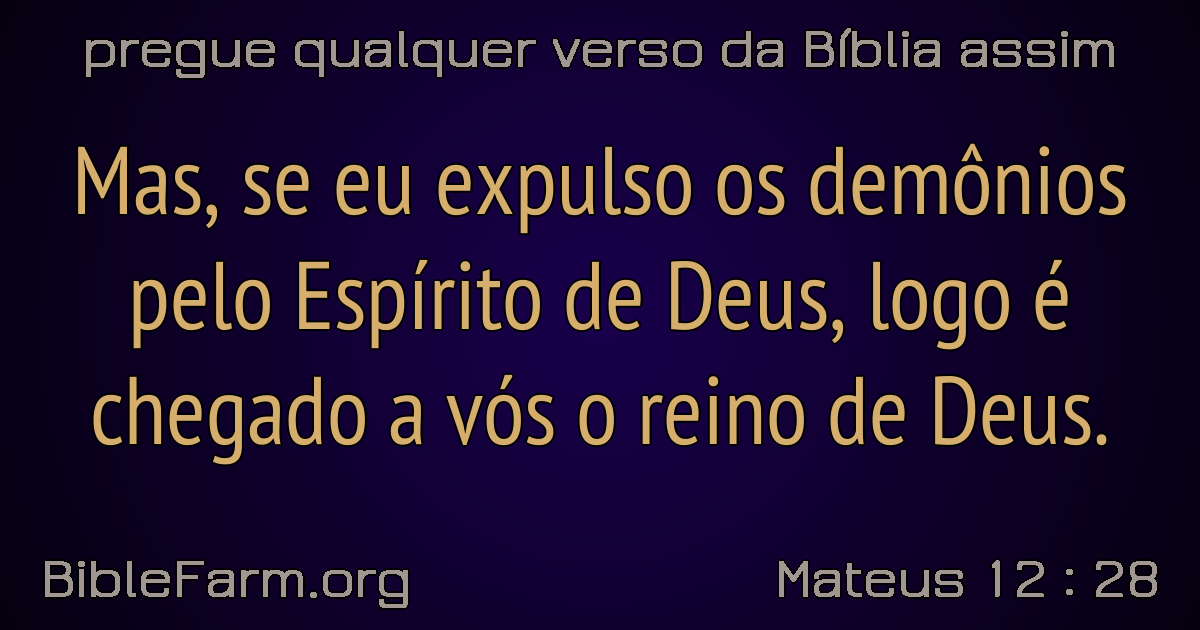 pregue qualquer verso da Bíblia assim
Mas, se eu expulso os demônios
pelo Espírito de Deus, logo é
chegado a vós o reino de Deus.
BibleFarm.org
Mateus 12 : 28